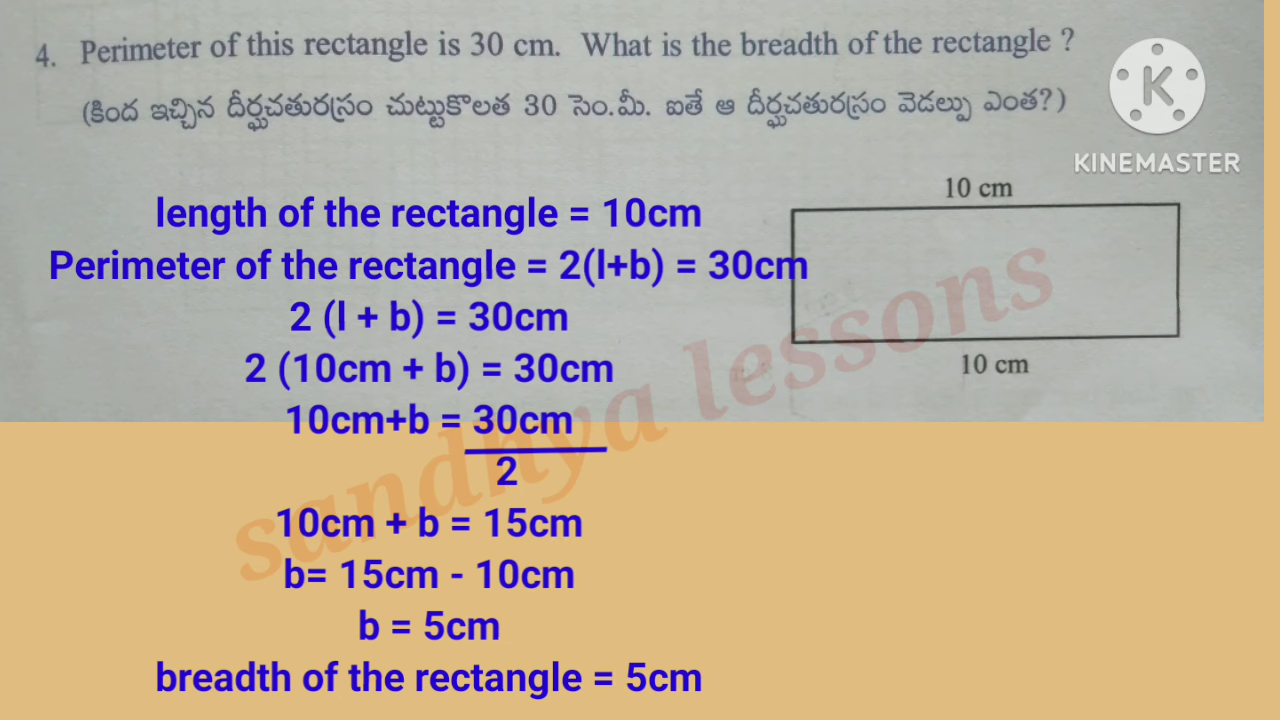 4. Perimeter of this rectangle is 30 cm. What is the breadth of the rectangle ?
(కింద ఇచ్చిన దీర్ఘచతురస్రం చుట్టుకొలత 30 సెం.మీ. ఐతే ఆ దీర్ఘచతురస్రం వెడల్పు ఎంత?)
K
KINEMASTER
10 cm
10 cm
length of the rectangle = 10cm
Perimeter of the rectangle = 2(l+b) = 30cm
2 (l + b) = 30cm
2 (10cm + b) = 30cm
10cm+b = 30cm
2
10cm + b = 15cm
b= 15cm - 10cm
b = 5cm
breadth of the rectangle = 5cm
sandhya lessons